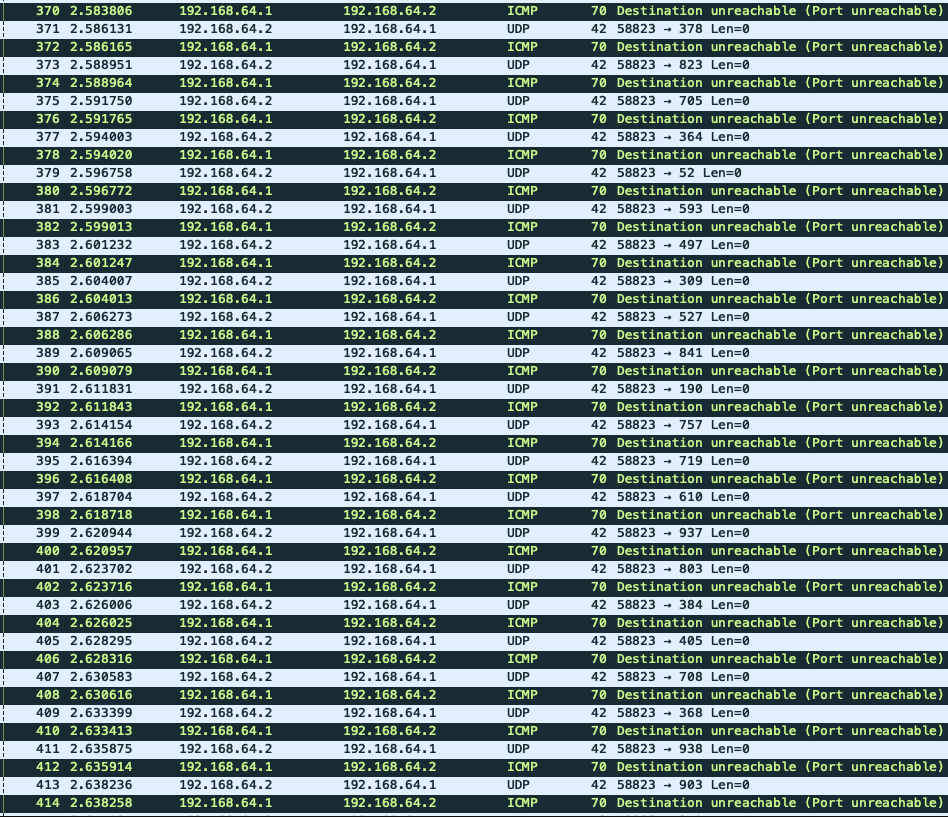 370 2.583806 192.168.64.1 192.168.64.2 ICMP 70 Destination unreachable (Port unreachable)
371 2.586131 192.168.64.2 192.168.64.1 UDP 42 58823 → 378 Len=0
372 2.586165 192.168.64.1 192.168.64.2 ICMP 70 Destination unreachable (Port unreachable)
373 2.588951 192.168.64.2 192.168.64.1 UDP 42 58823 → 823 Len=0
374 2.588964 192.168.64.1 192.168.64.2 ICMP 70 Destination unreachable (Port unreachable)
375 2.591750 192.168.64.2 192.168.64.1 UDP 42 58823 → 705 Len=0
376 2.591765 192.168.64.1 192.168.64.2 ICMP 70 Destination unreachable (Port unreachable)
377 2.594003 192.168.64.2 192.168.64.1 UDP 42 58823 → 364 Len=0
378 2.594020 192.168.64.1 192.168.64.2 ICMP 70 Destination unreachable (Port unreachable)
379 2.596758 192.168.64.2 192.168.64.1 UDP 42 58823 → 52 Len=0
380 2.596772 192.168.64.1 192.168.64.2 ICMP 70 Destination unreachable (Port unreachable)
381 2.599003 192.168.64.2 192.168.64.1 UDP 42 58823 → 593 Len=0
382 2.599013 192.168.64.1 192.168.64.2 ICMP 70 Destination unreachable (Port unreachable)
383 2.601232 192.168.64.2 192.168.64.1 UDP 42 58823 → 497 Len=0
384 2.601247 192.168.64.1 192.168.64.2 ICMP 70 Destination unreachable (Port unreachable)
385 2.604007 192.168.64.2 192.168.64.1 UDP 42 58823 → 309 Len=0
386 2.604013 192.168.64.1 192.168.64.2 ICMP 70 Destination unreachable (Port unreachable)
387 2.606273 192.168.64.2 192.168.64.1 UDP 42 58823 → 527 Len=0
388 2.606286 192.168.64.1 192.168.64.2 ICMP 70 Destination unreachable (Port unreachable)
389 2.609065 192.168.64.2 192.168.64.1 UDP 42 58823 → 841 Len=0
390 2.609079 192.168.64.1 192.168.64.2 ICMP 70 Destination unreachable (Port unreachable)
391 2.611831 192.168.64.2 192.168.64.1 UDP 42 58823 → 190 Len=0
392 2.611843 192.168.64.1 192.168.64.2 ICMP 70 Destination unreachable (Port unreachable)
393 2.614154 192.168.64.2 192.168.64.1 UDP 42 58823 → 757 Len=0
394 2.614166 192.168.64.1 192.168.64.2 ICMP 70 Destination unreachable (Port unreachable)
395 2.616394 192.168.64.2 192.168.64.1 UDP 42 58823 → 719 Len=0
396 2.616408 192.168.64.1 192.168.64.2 ICMP 70 Destination unreachable (Port unreachable)
397 2.618704 192.168.64.2 192.168.64.1 UDP 42 58823 → 610 Len=0
398 2.618718 192.168.64.1 192.168.64.2 ICMP 70 Destination unreachable (Port unreachable)
399 2.620944 192.168.64.2 192.168.64.1 UDP 42 58823 → 937 Len=0
400 2.620957 192.168.64.1 192.168.64.2 ICMP 70 Destination unreachable (Port unreachable)
401 2.623702 192.168.64.2 192.168.64.1 UDP 42 58823 → 803 Len=0
402 2.623716 192.168.64.1 192.168.64.2 ICMP 70 Destination unreachable (Port unreachable)
403 2.626006 192.168.64.2 192.168.64.1 UDP 42 58823 → 384 Len=0
404 2.626025 192.168.64.1 192.168.64.2 ICMP 70 Destination unreachable (Port unreachable)
405 2.628295 192.168.64.2 192.168.64.1 UDP 42 58823 → 405 Len=0
406 2.628316 192.168.64.1 192.168.64.2 ICMP 70 Destination unreachable (Port unreachable)
407 2.630583 192.168.64.2 192.168.64.1 UDP 42 58823 → 708 Len=0
408 2.630616 192.168.64.1 192.168.64.2 ICMP 70 Destination unreachable (Port unreachable)
409 2.633399 192.168.64.2 192.168.64.1 UDP 42 58823 → 368 Len=0
410 2.633413 192.168.64.1 192.168.64.2 ICMP 70 Destination unreachable (Port unreachable)
411 2.635875 192.168.64.2 192.168.64.1 UDP 42 58823 → 938 Len=0
412 2.635914 192.168.64.1 192.168.64.2 ICMP 70 Destination unreachable (Port unreachable)
413 2.638236 192.168.64.2 192.168.64.1 UDP 42 58823 → 903 Len=0
414 2.638258 192.168.64.1 192.168.64.2 ICMP 70 Destination unreachable (Port unreachable)